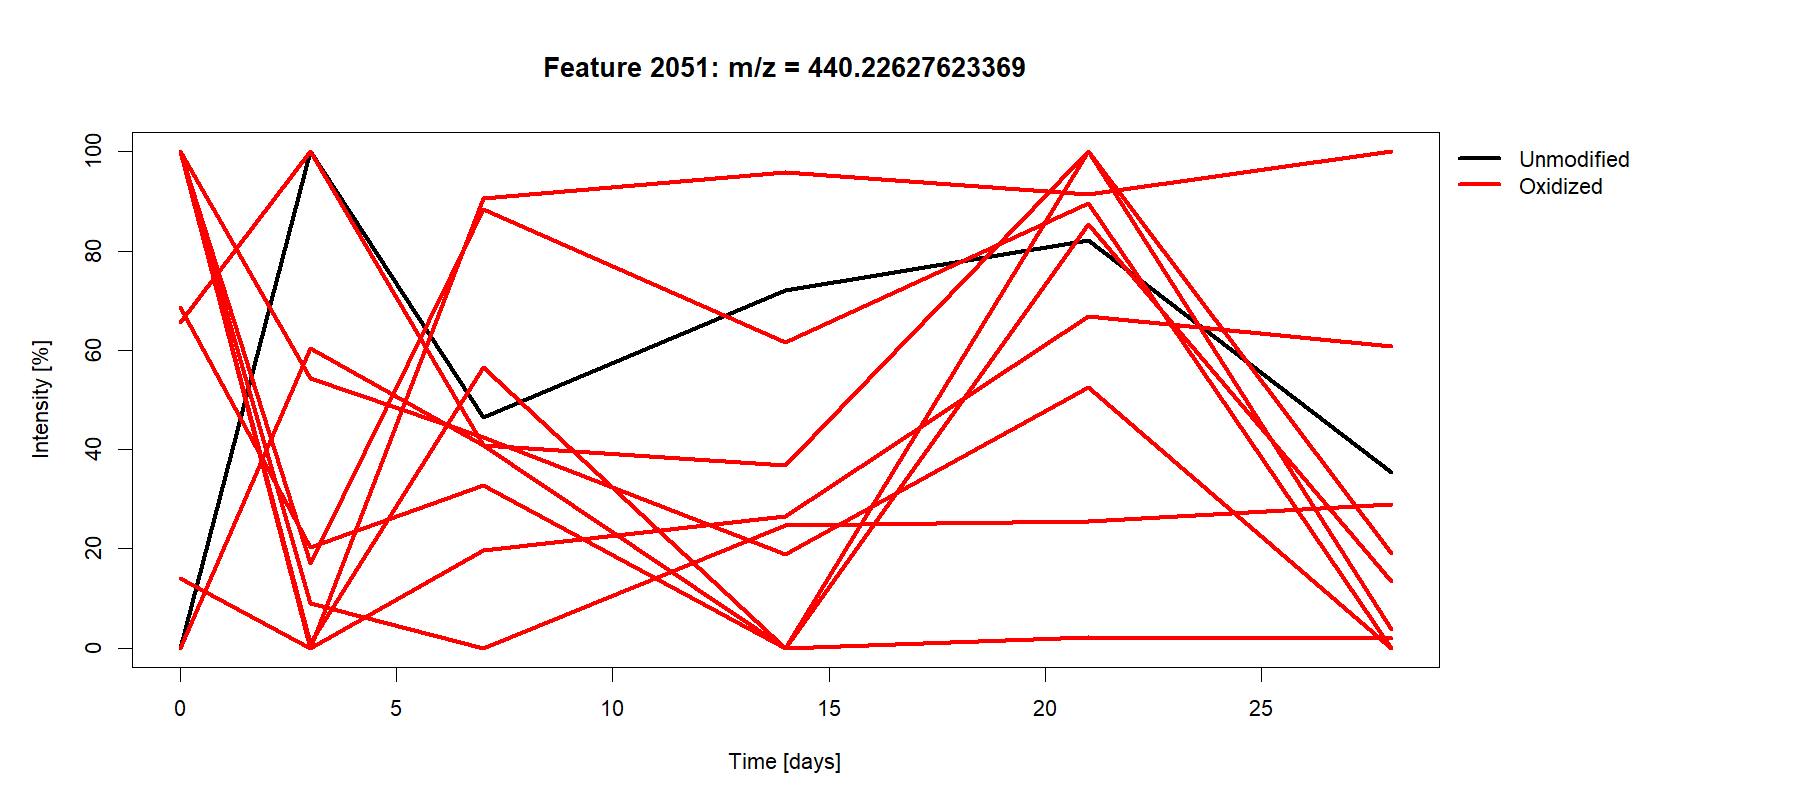 Feature 2051: m/z = 440.22627623369
Unmodified
Oxidized
Intensity [%]
100
80
60
40
20
0
0 5 10 15 20 25
Time [days]